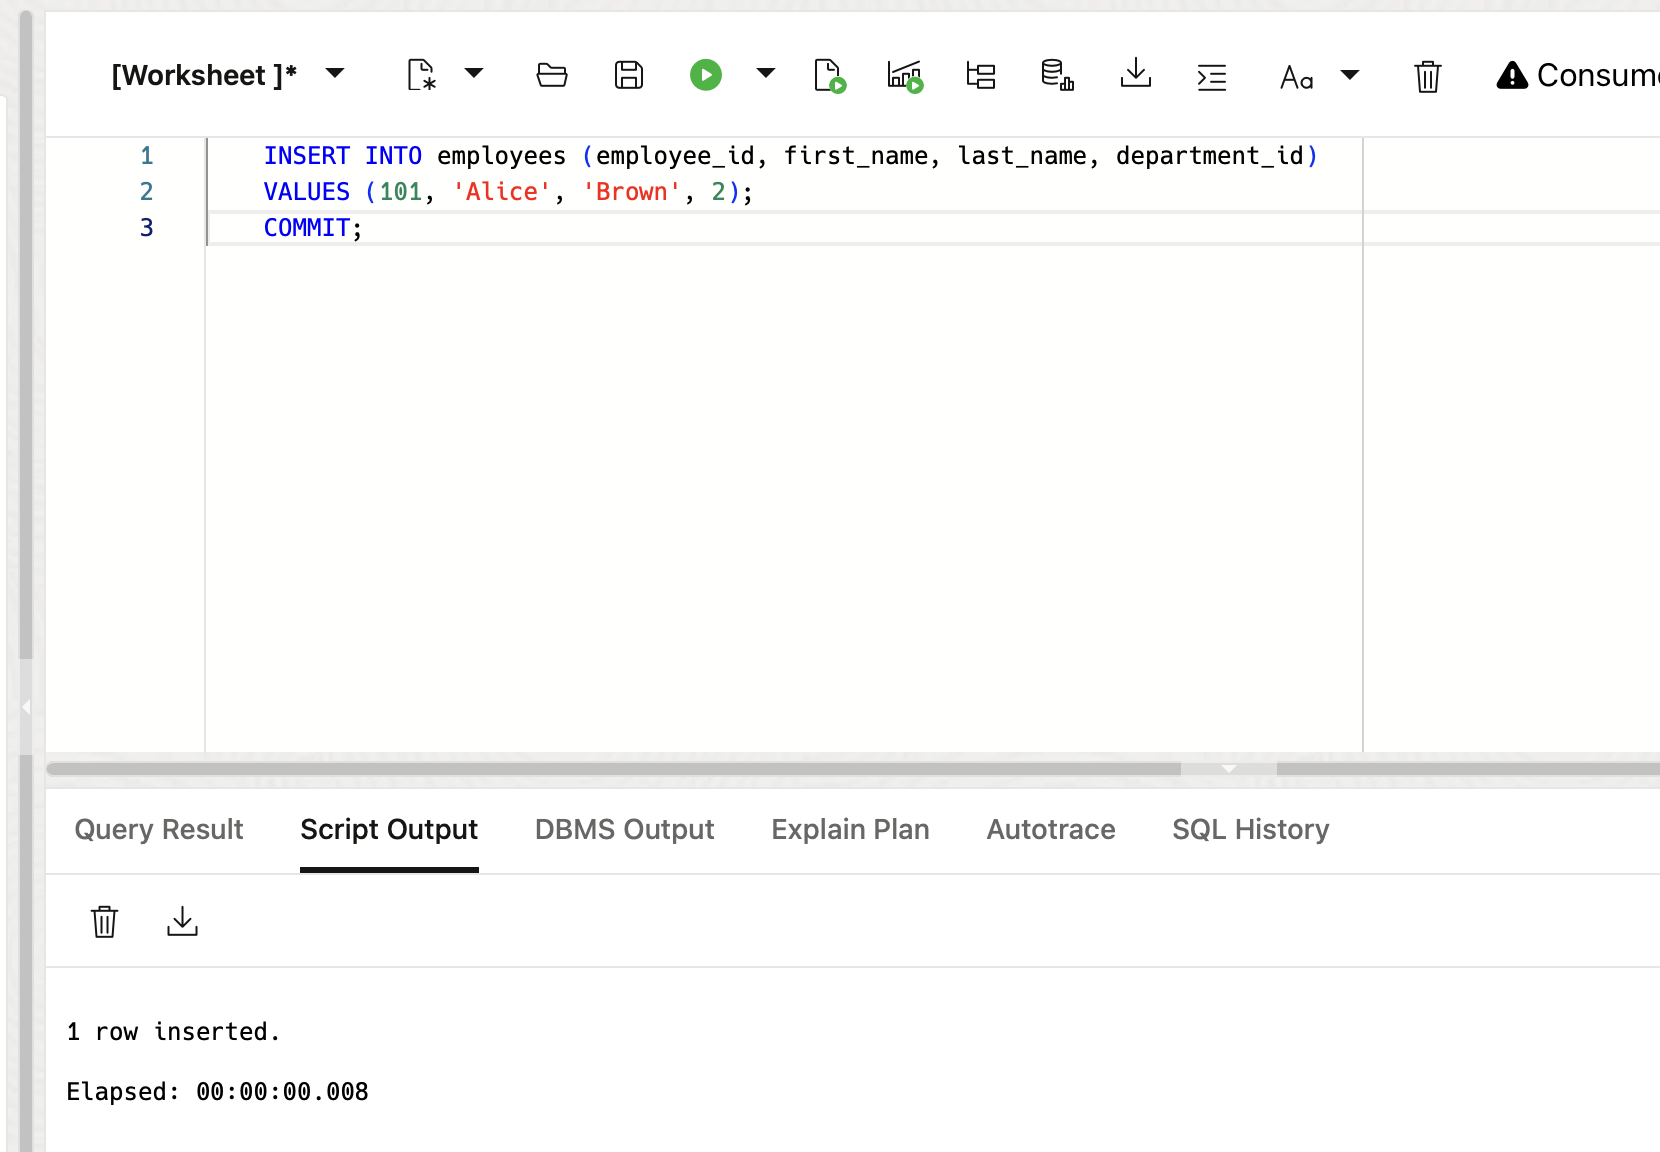 [Worksheet ]*
Aa
Consume
1 INSERT INTO employees (employee_id, first_name, last_name, department_id)
2 VALUES (101, 'Alice', 'Brown', 2);
3 COMMIT;
Query Result Script Output DBMS Output Explain Plan Autotrace SQL History
1 row inserted.
Elapsed: 00:00:00.008